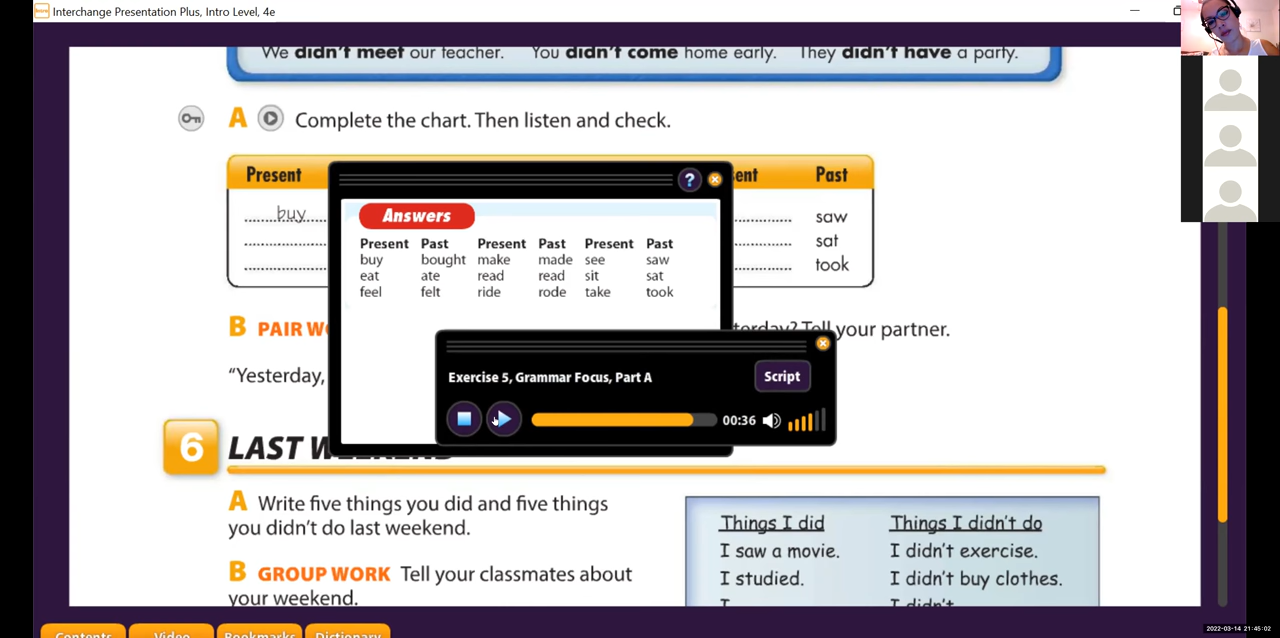 Interchange Presentation Plus, Intro Level, 4e
We didn't meet our teacher. You didn't come home early. They didn't have a party.
A Complete the chart. Then listen and check.
Present ent Past
buy saw
sat
took
? 
Answers
Present Past Present Past Present Past
buy bought make made see saw
eat ate read read sit sat
feel felt ride rode take took
B PAIR WO terday? Tell your partner.
"Yesterday,
Exercise 5, Grammar Focus, Part A Script
00:36
6 LAST WEEKEND
A Write five things you did and five things
you didn't do last weekend.
B GROUP WORK Tell your classmates about
your weekend.
Things I did Things I didn't do
I saw a movie. I didn't exercise.
I studied. I didn't buy clothes.
I I didn't
Contents Video Bookmarks Dictionary
2022-03-14 21:45:02